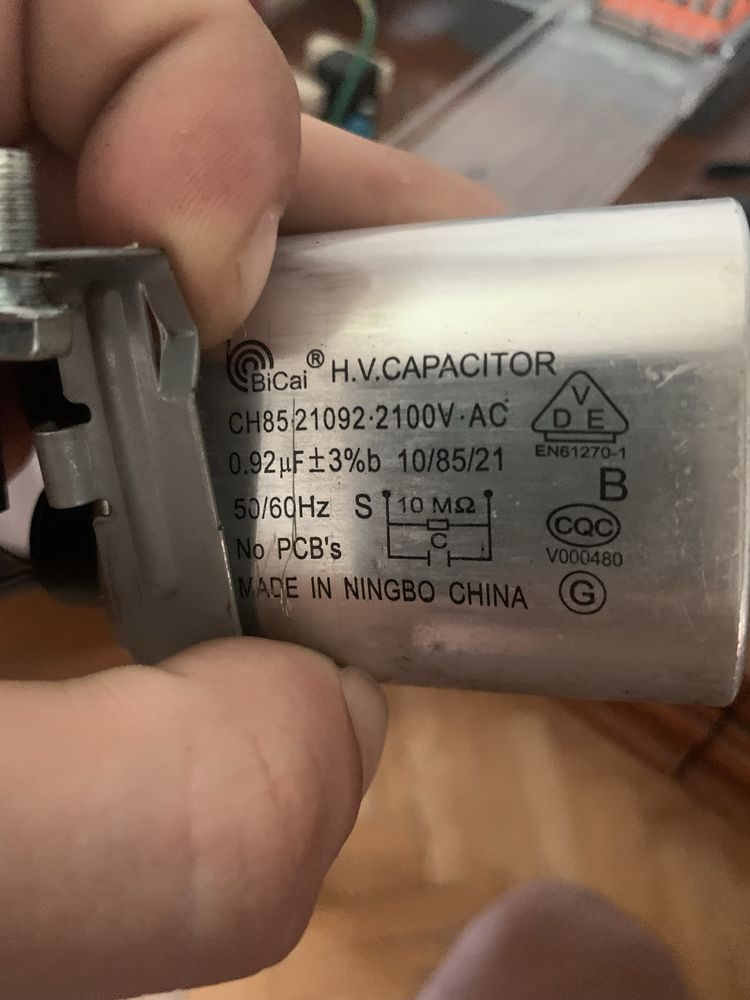 BiCai® H.V.CAPACITOR
CH85·21092·2100V·AC
0.92μF±3%b 10/85/21
50/60Hz S 10 MΩ
C
No PCB's
MADE IN NINGBO CHINA
V
D E
EN61270-1
B
CQC
V000480
G